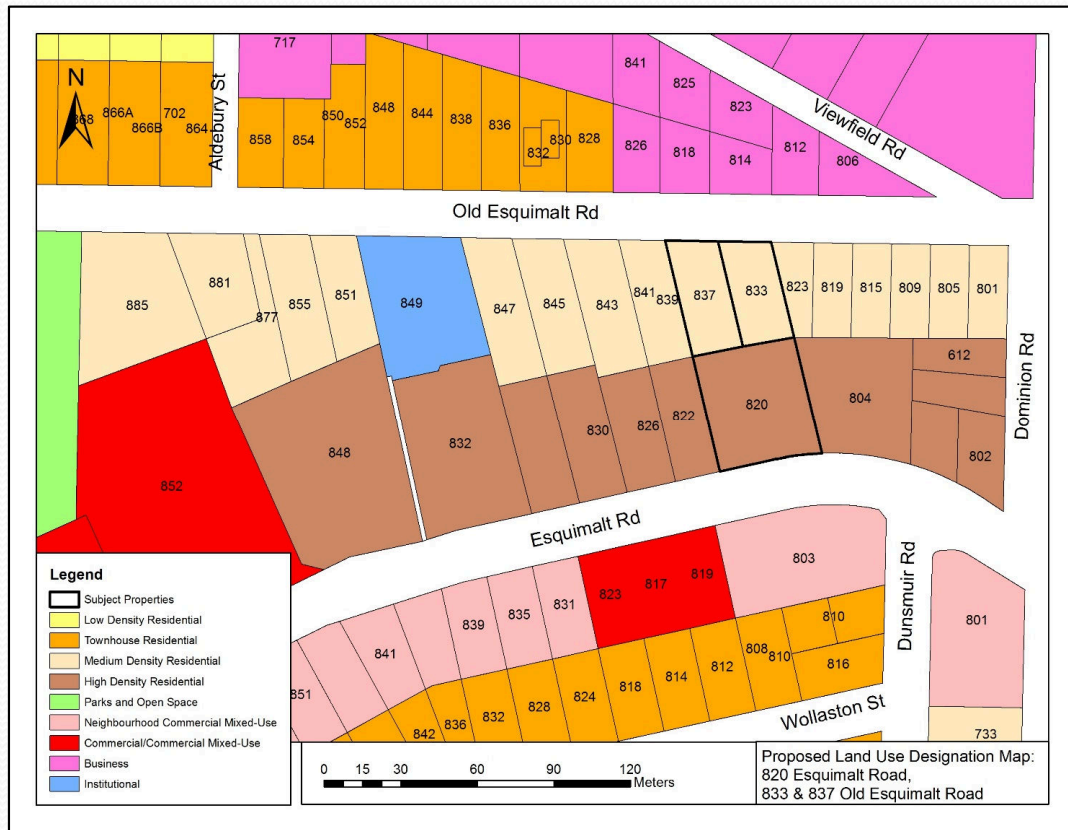 717
841
825
823
812
806
Viewfield Rd
N
868
866A
866B
702
864
Aldebury St
858
854
850
852
848
844
838
836
832
830
828
826
818
814
Old Esquimalt Rd
885
881
877
855
851
849
847
845
843
841
839
837
833
823
819
815
809
805
801
612
852
848
832
830
826
822
820
804
802
Dominion Rd
Esquimalt Rd
851
841
839
835
831
823
817
819
803
Dunsmuir Rd
801
842
836
832
828
824
818
814
812
808
810
810
816
Wollaston St
733
Legend
Subject Properties
Low Density Residential
Townhouse Residential
Medium Density Residential
High Density Residential
Parks and Open Space
Neighbourhood Commercial Mixed-Use
Commercial/Commercial Mixed-Use
Business
Institutional
0 15 30 60 90 120
Meters
Proposed Land Use Designation Map:
820 Esquimalt Road,
833 & 837 Old Esquimalt Road